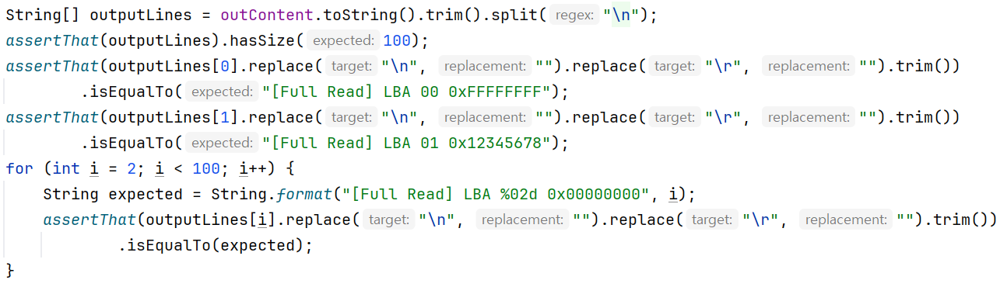 String[] outputLines = outContent.toString().trim().split( regex: "\n");
assertThat(outputLines).hasSize( expected: 100);
assertThat(outputLines[0].replace( target: "\n", replacement: "").replace( target: "\r", replacement: "").trim())
.isEqualTo( expected: "[Full Read] LBA 00 0xFFFFFFFF");
assertThat(outputLines[1].replace( target: "\n", replacement: "").replace( target: "\r", replacement: "").trim())
.isEqualTo( expected: "[Full Read] LBA 01 0x12345678");
for (int i = 2; i < 100; i++) {
String expected = String.format("[Full Read] LBA %02d 0x00000000", i);
assertThat(outputLines[i].replace( target: "\n", replacement: "").replace( target: "\r", replacement: "").trim())
.isEqualTo(expected);
}